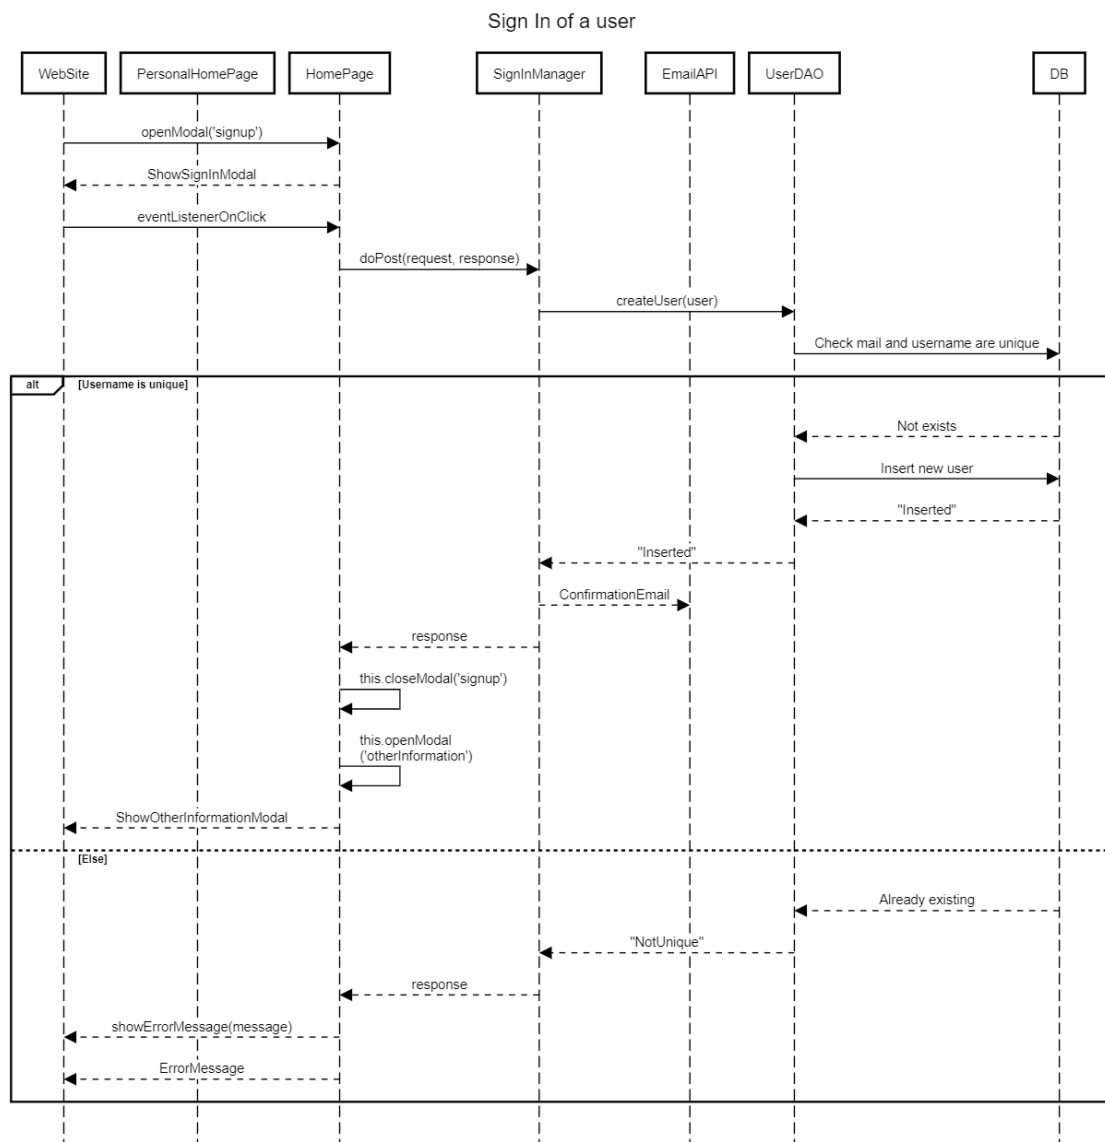 Sign In of a user
WebSite
PersonalHomePage
HomePage
SignInManager
EmailAPI
UserDAO
DB
openModal('signup')
ShowSignInModal
eventListenerOnClick
doPost(request, response)
createUser(user)
Check mail and username are unique
alt
[Username is unique]
Not exists
Insert new user
"Inserted"
"Inserted"
ConfirmationEmail
response
this.closeModal('signup')
this.openModal
('otherInformation')
ShowOtherInformationModal
[Else]
Already existing
"NotUnique"
response
showErrorMessage(message)
ErrorMessage